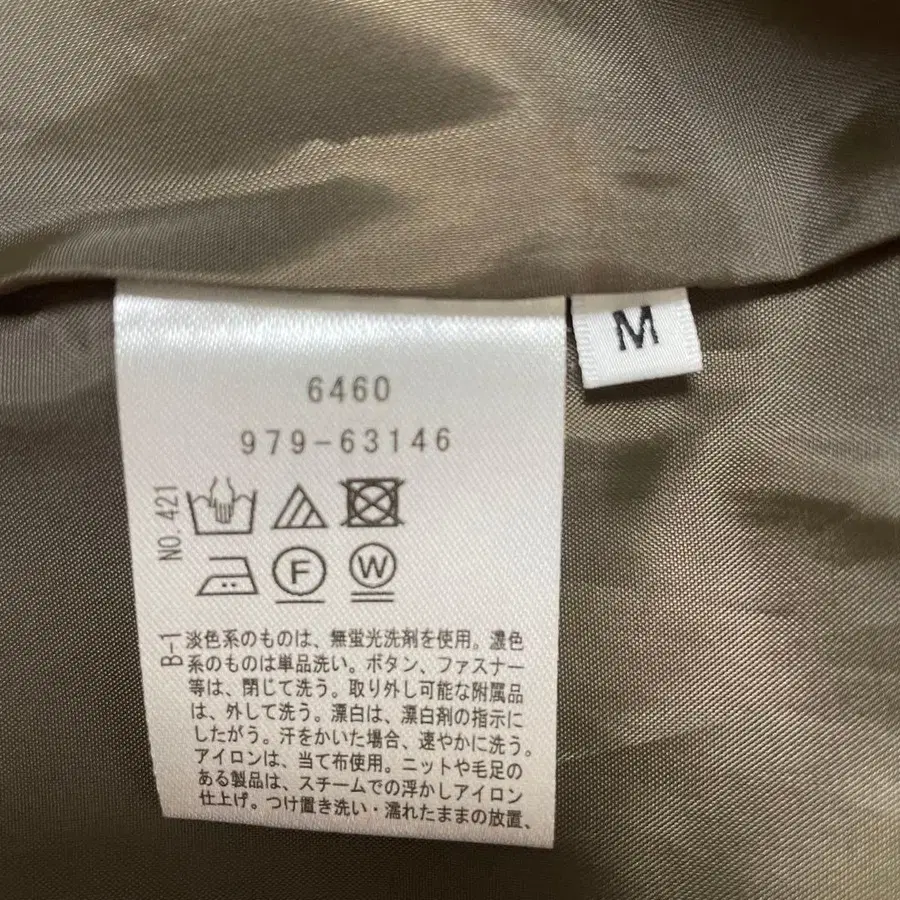 M
6460
979-63146
NO.421
F
W
B-1
淡色系のものは、無蛍光洗剤を使用。濃色
系のものは単品洗い。ボタン、ファスナー
等は、閉じて洗う。取り外し可能な附属品
は、外して洗う。漂白は、漂白剤の指示に
したがう。汗をかいた場合、速やかに洗う。
アイロンは、当て布使用。ニットや毛足の
ある製品は、スチームでの浮かしアイロン
仕上げ。つけ置き洗い・濡れたままの放置、